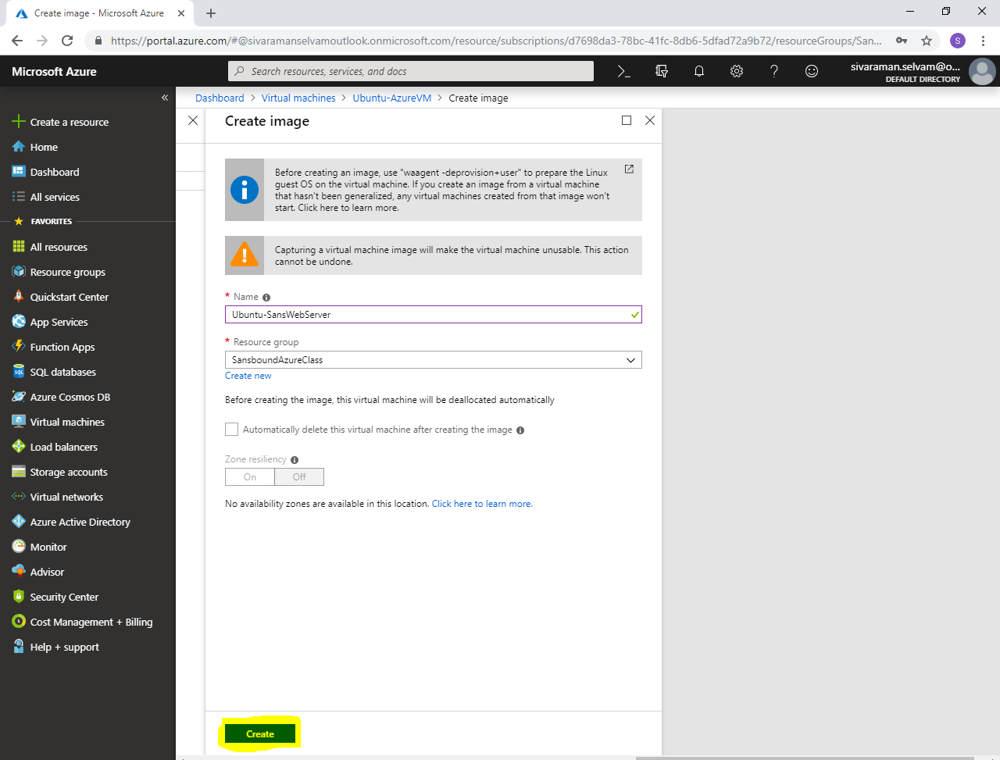 Create image - Microsoft Azure
https://portal.azure.com/#@sivaramanselvamoutlook.onmicrosoft.com/resource/subscriptions/d7698da3-78bc-41fc-8db6-5dfad72a9b72/resourceGroups/San...
S
Microsoft Azure
Search resources, services, and docs
sivaraman.selvam@o...
DEFAULT DIRECTORY
Dashboard > Virtual machines > Ubuntu-AzureVM > Create image
Create a resource
Home
Dashboard
All services
FAVORITES
All resources
Resource groups
Quickstart Center
App Services
Function Apps
SQL databases
Azure Cosmos DB
Virtual machines
Load balancers
Storage accounts
Virtual networks
Azure Active Directory
Monitor
Advisor
Security Center
Cost Management + Billing
Help + support
Create image
Before creating an image, use "waagent -deprovision+user" to prepare the Linux
guest OS on the virtual machine. If you create an image from a virtual machine
that hasn't been generalized, any virtual machines created from that image won't
start. Click here to learn more.
Capturing a virtual machine image will make the virtual machine unusable. This action
cannot be undone.
* Name
Ubuntu-SansWebServer
* Resource group
SansboundAzureClass
Create new
Before creating the image, this virtual machine will be deallocated automatically
Automatically delete this virtual machine after creating the image
Zone resiliency
On Off
No availability zones are available in this location. Click here to learn more.
Create